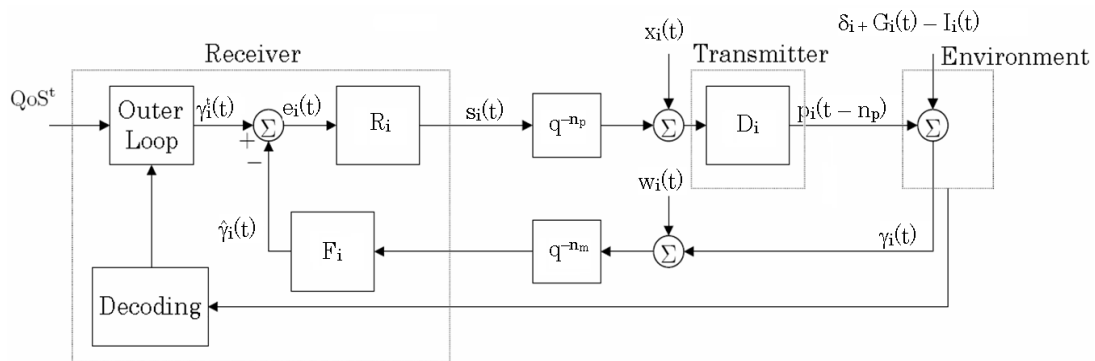 δᵢ + Gᵢ(t) − Iᵢ(t)
xᵢ(t)
Receiver
Transmitter
Environment
QoSᵗ
Outer
Loop
γᵢᵗ(t)
Σ
+
−
eᵢ(t)
Rᵢ
sᵢ(t)
q⁻ⁿᵖ
Σ
Dᵢ
pᵢ(t − nₚ)
Σ
wᵢ(t)
γ̂ᵢ(t)
Fᵢ
q⁻ⁿᵐ
Σ
γᵢ(t)
Decoding